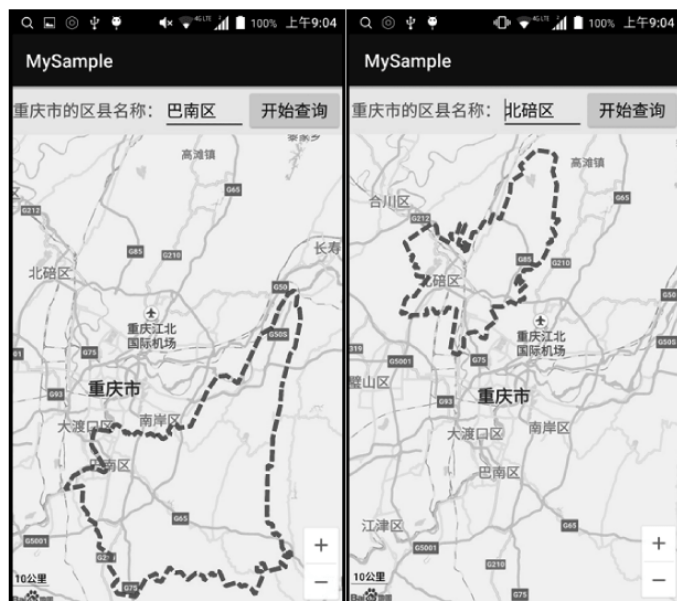 100% 上午9:04
MySample
重庆市的区县名称： 巴南区 开始查询
高滩镇
G65
G212
G85
G210
长寿
北碚区
G50
重庆江北
国际机场
G50S
G75
重庆市
G93
南岸区
大渡口区
巴南区
G65
G5001
G75
+
10公里
−
100% 上午9:04
MySample
重庆市的区县名称： 北碚区 开始查询
高滩镇
G65
合川区
G212
G85
G210
北碚区
G50
重庆江北
国际机场
G50S
319
G5001
G75
璧山区
G93
重庆市
大渡口区
南岸区
巴南区
江津区
G65
G5001
G210
+
10公里
−